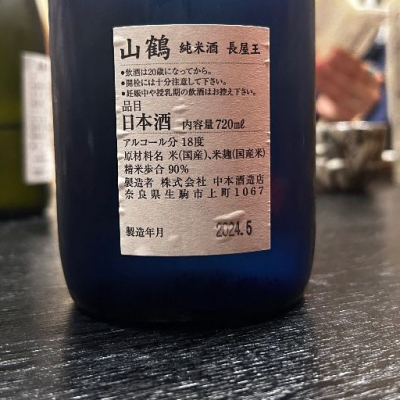 山鶴 純米酒 長屋王
●飲酒は20歳になってから。
●開栓には十分注意して下さい。
●妊娠中や授乳期の飲酒はお控え下さい。
品目
日本酒 内容量720mℓ
アルコール分 18度
原材料名 米(国産)、米麹(国産米)
精米歩合 90%
製造者 株式会社 中本酒造店
奈良県生駒市上町1067
製造年月 2024.5